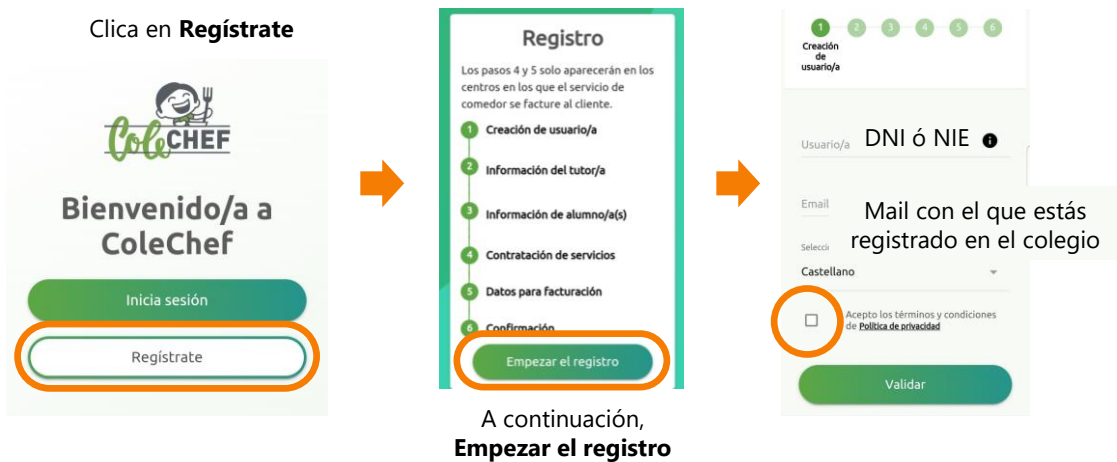 Clica en Regístrate
ColeCHEF
Bienvenido/a a
ColeChef
Inicia sesión
Regístrate
Registro
Los pasos 4 y 5 solo aparecerán en los
centros en los que el servicio de
comedor se facture al cliente.
1 Creación de usuario/a
2 Información del tutor/a
3 Información de alumno/a(s)
4 Contratación de servicios
5 Datos para facturación
6 Confirmación
Empezar el registro
A continuación,
Empezar el registro
1 2 3 4 5 6
Creación
de
usuario/a
Usuario/a DNI ó NIE
Email
Mail con el que estás
registrado en el colegio
Castellano
Acepto los términos y condiciones
de Política de privacidad
Validar